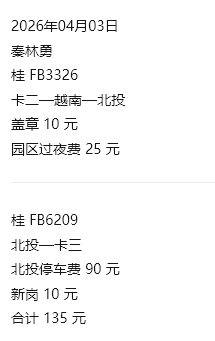 2026年04月03日
秦林勇
桂 FB3326
卡二—越南—北投
盖章 10 元
园区过夜费 25 元
桂 FB6209
北投—卡三
北投停车费 90 元
新岗 10 元
合计 135 元